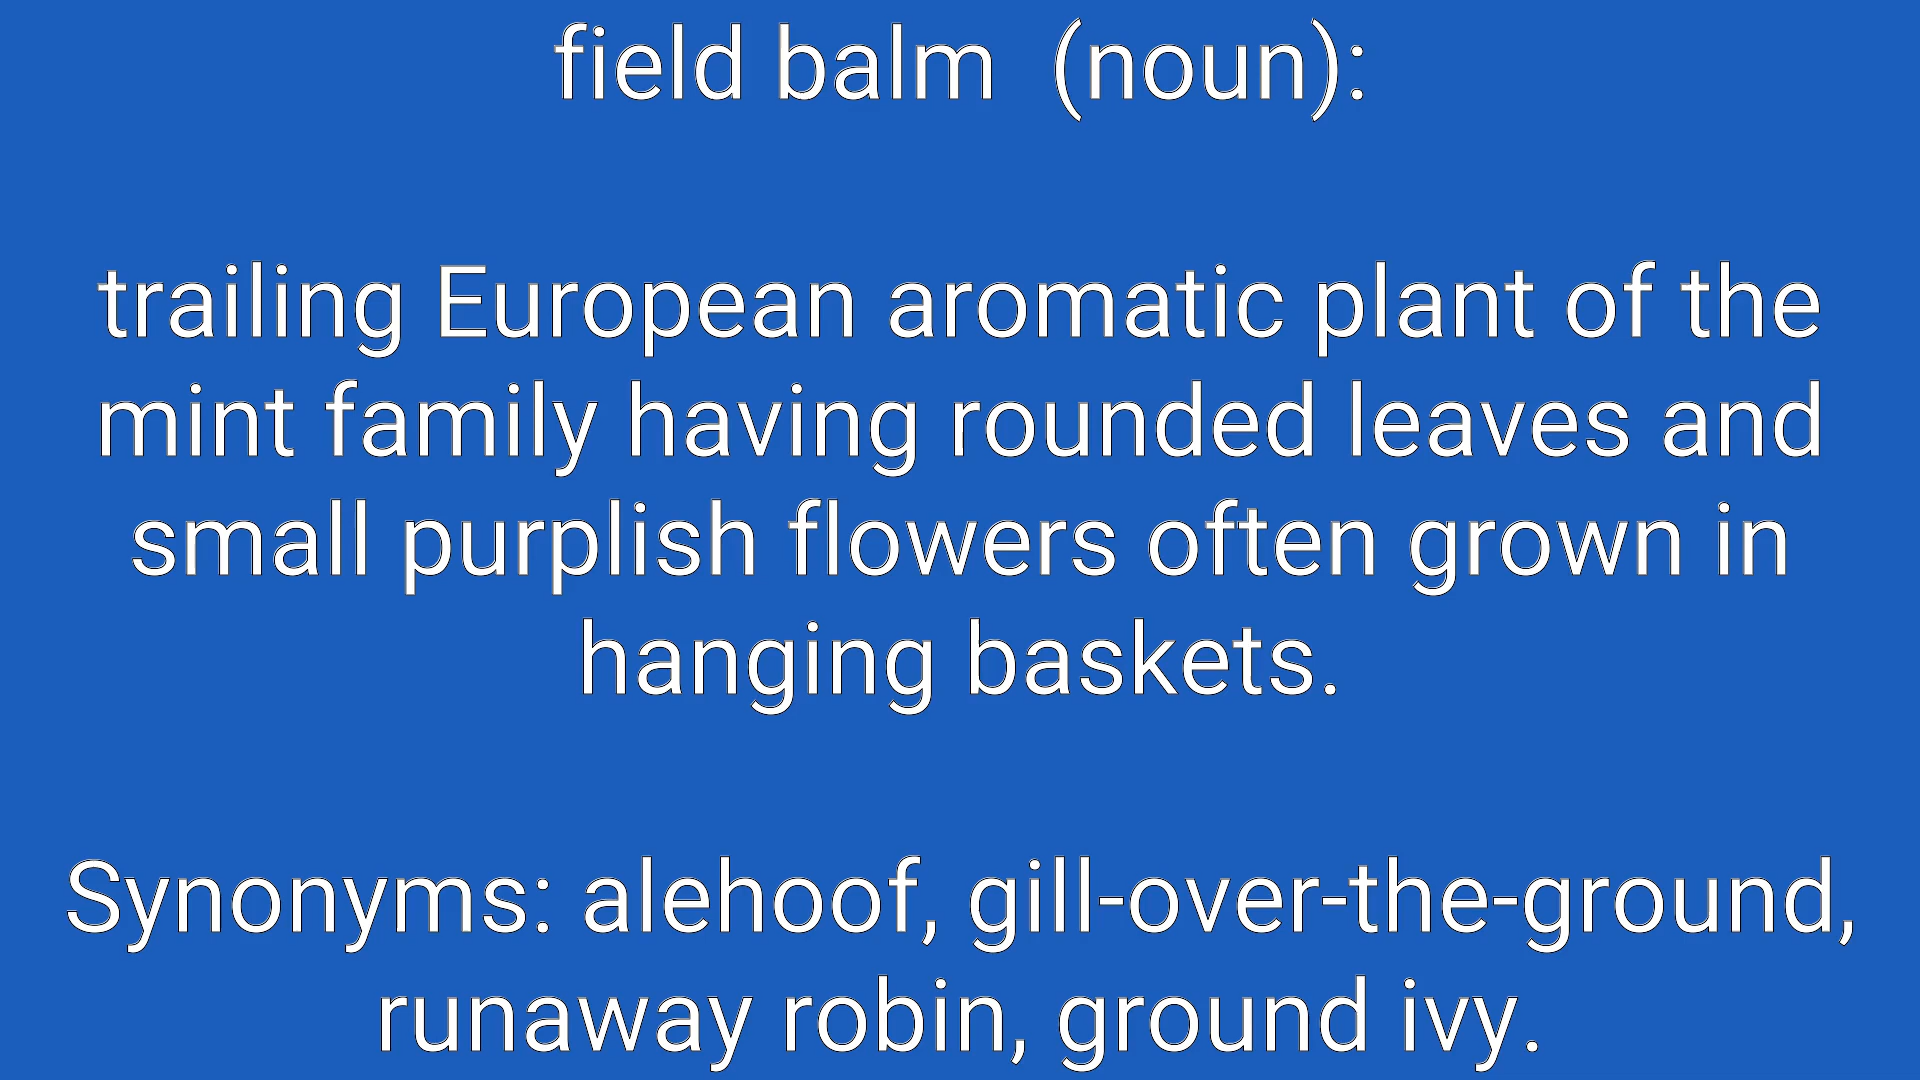 field balm  (noun):
trailing European aromatic plant of the
mint family having rounded leaves and
small purplish flowers often grown in
hanging baskets.
Synonyms: alehoof, gill-over-the-ground,
runaway robin, ground ivy.